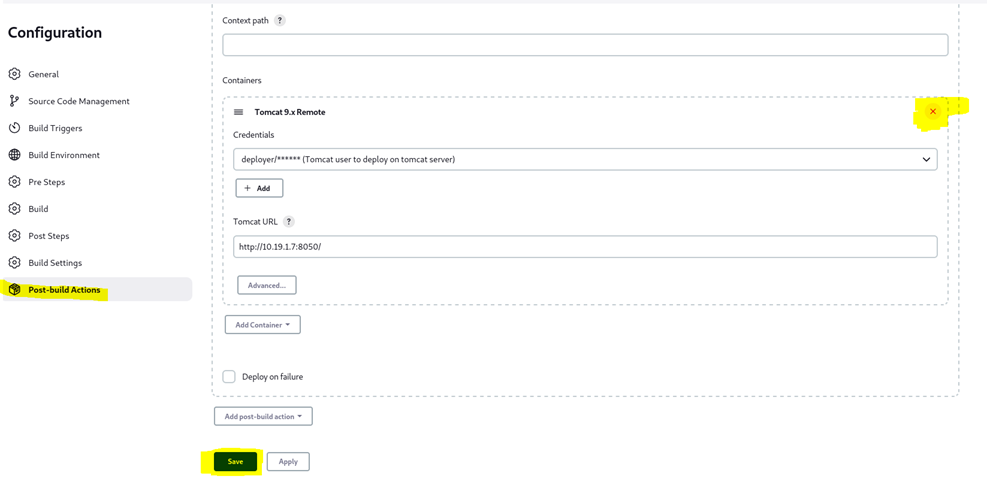 Configuration
General
Source Code Management
Build Triggers
Build Environment
Pre Steps
Build
Post Steps
Build Settings
Post-build Actions
Context path ?
Containers
Tomcat 9.x Remote
Credentials
deployer/****** (Tomcat user to deploy on tomcat server)
+ Add
Tomcat URL ?
http://10.19.1.7:8050/
Advanced...
Add Container
Deploy on failure
Add post-build action
Save Apply